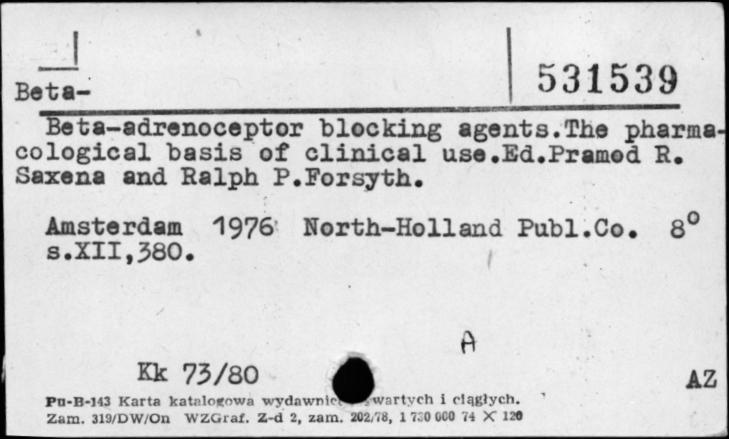 531539
Beta-
Beta-adrenoceptor blocking agents.The pharma-
cological basis of clinical use.Ed.Pramod R.
Saxena and Ralph P.Forsyth.
Amsterdam 1976 North-Holland Publ.Co. 8°
s.XII,380.
A
Kk 73/80
AZ
Pu-B-143 Karta katalogowa wydawnict wartych i ciągłych.
Zam. 319/DW/On WZGraf. Z-d 2, zam. 202/78, 1 730 000 74 × 120